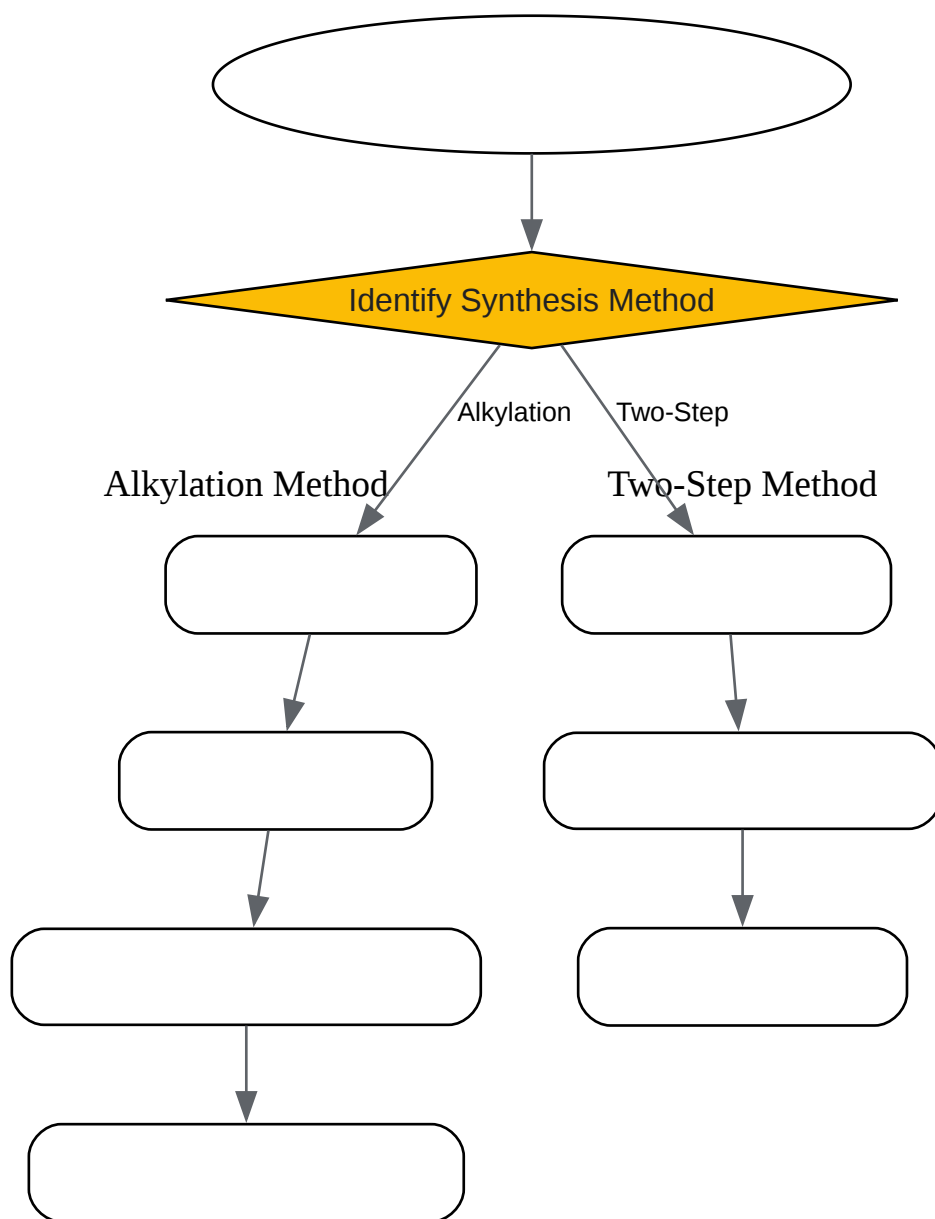 Identify Synthesis Method
Alkylation
Two-Step
Alkylation Method
Two-Step Method